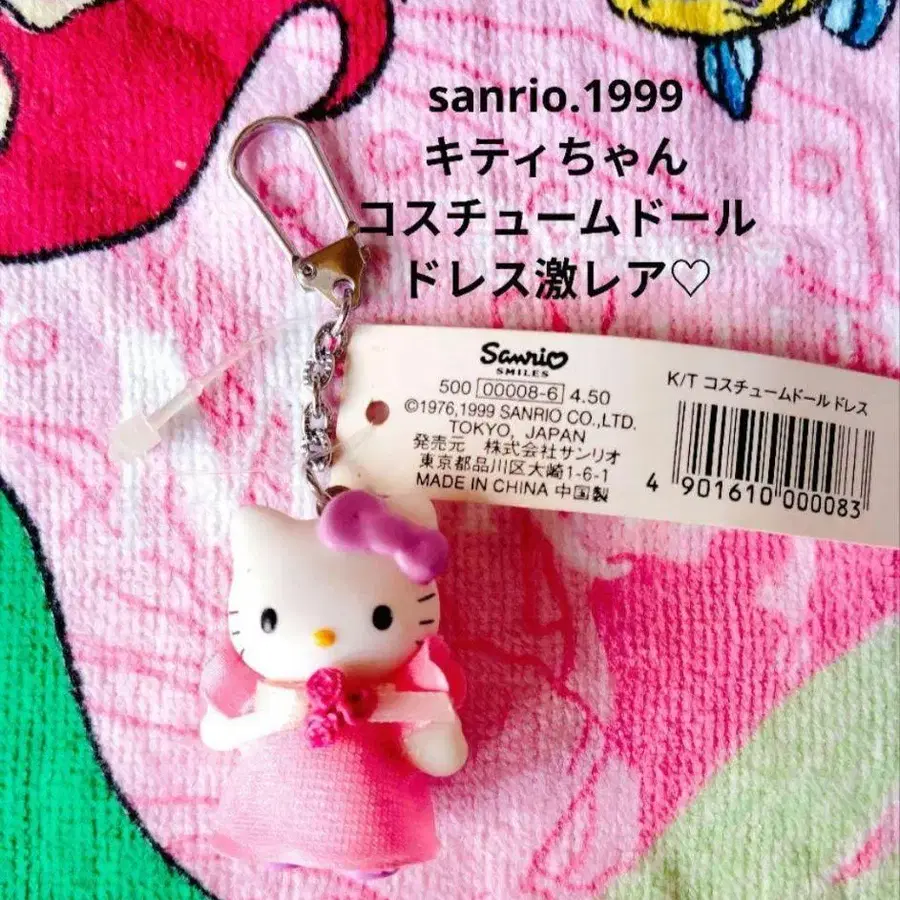 sanrio.1999
キティちゃん
コスチュームドール
ドレス激レア♡
Sanrio
SMILES
500 00008-6 4.50
©1976,1999 SANRIO CO.,LTD.
TOKYO, JAPAN
発売元 株式会社サンリオ
東京都品川区大崎1-6-1
MADE IN CHINA 中国製
K/T コスチュームドール ドレス
4 901610 000083